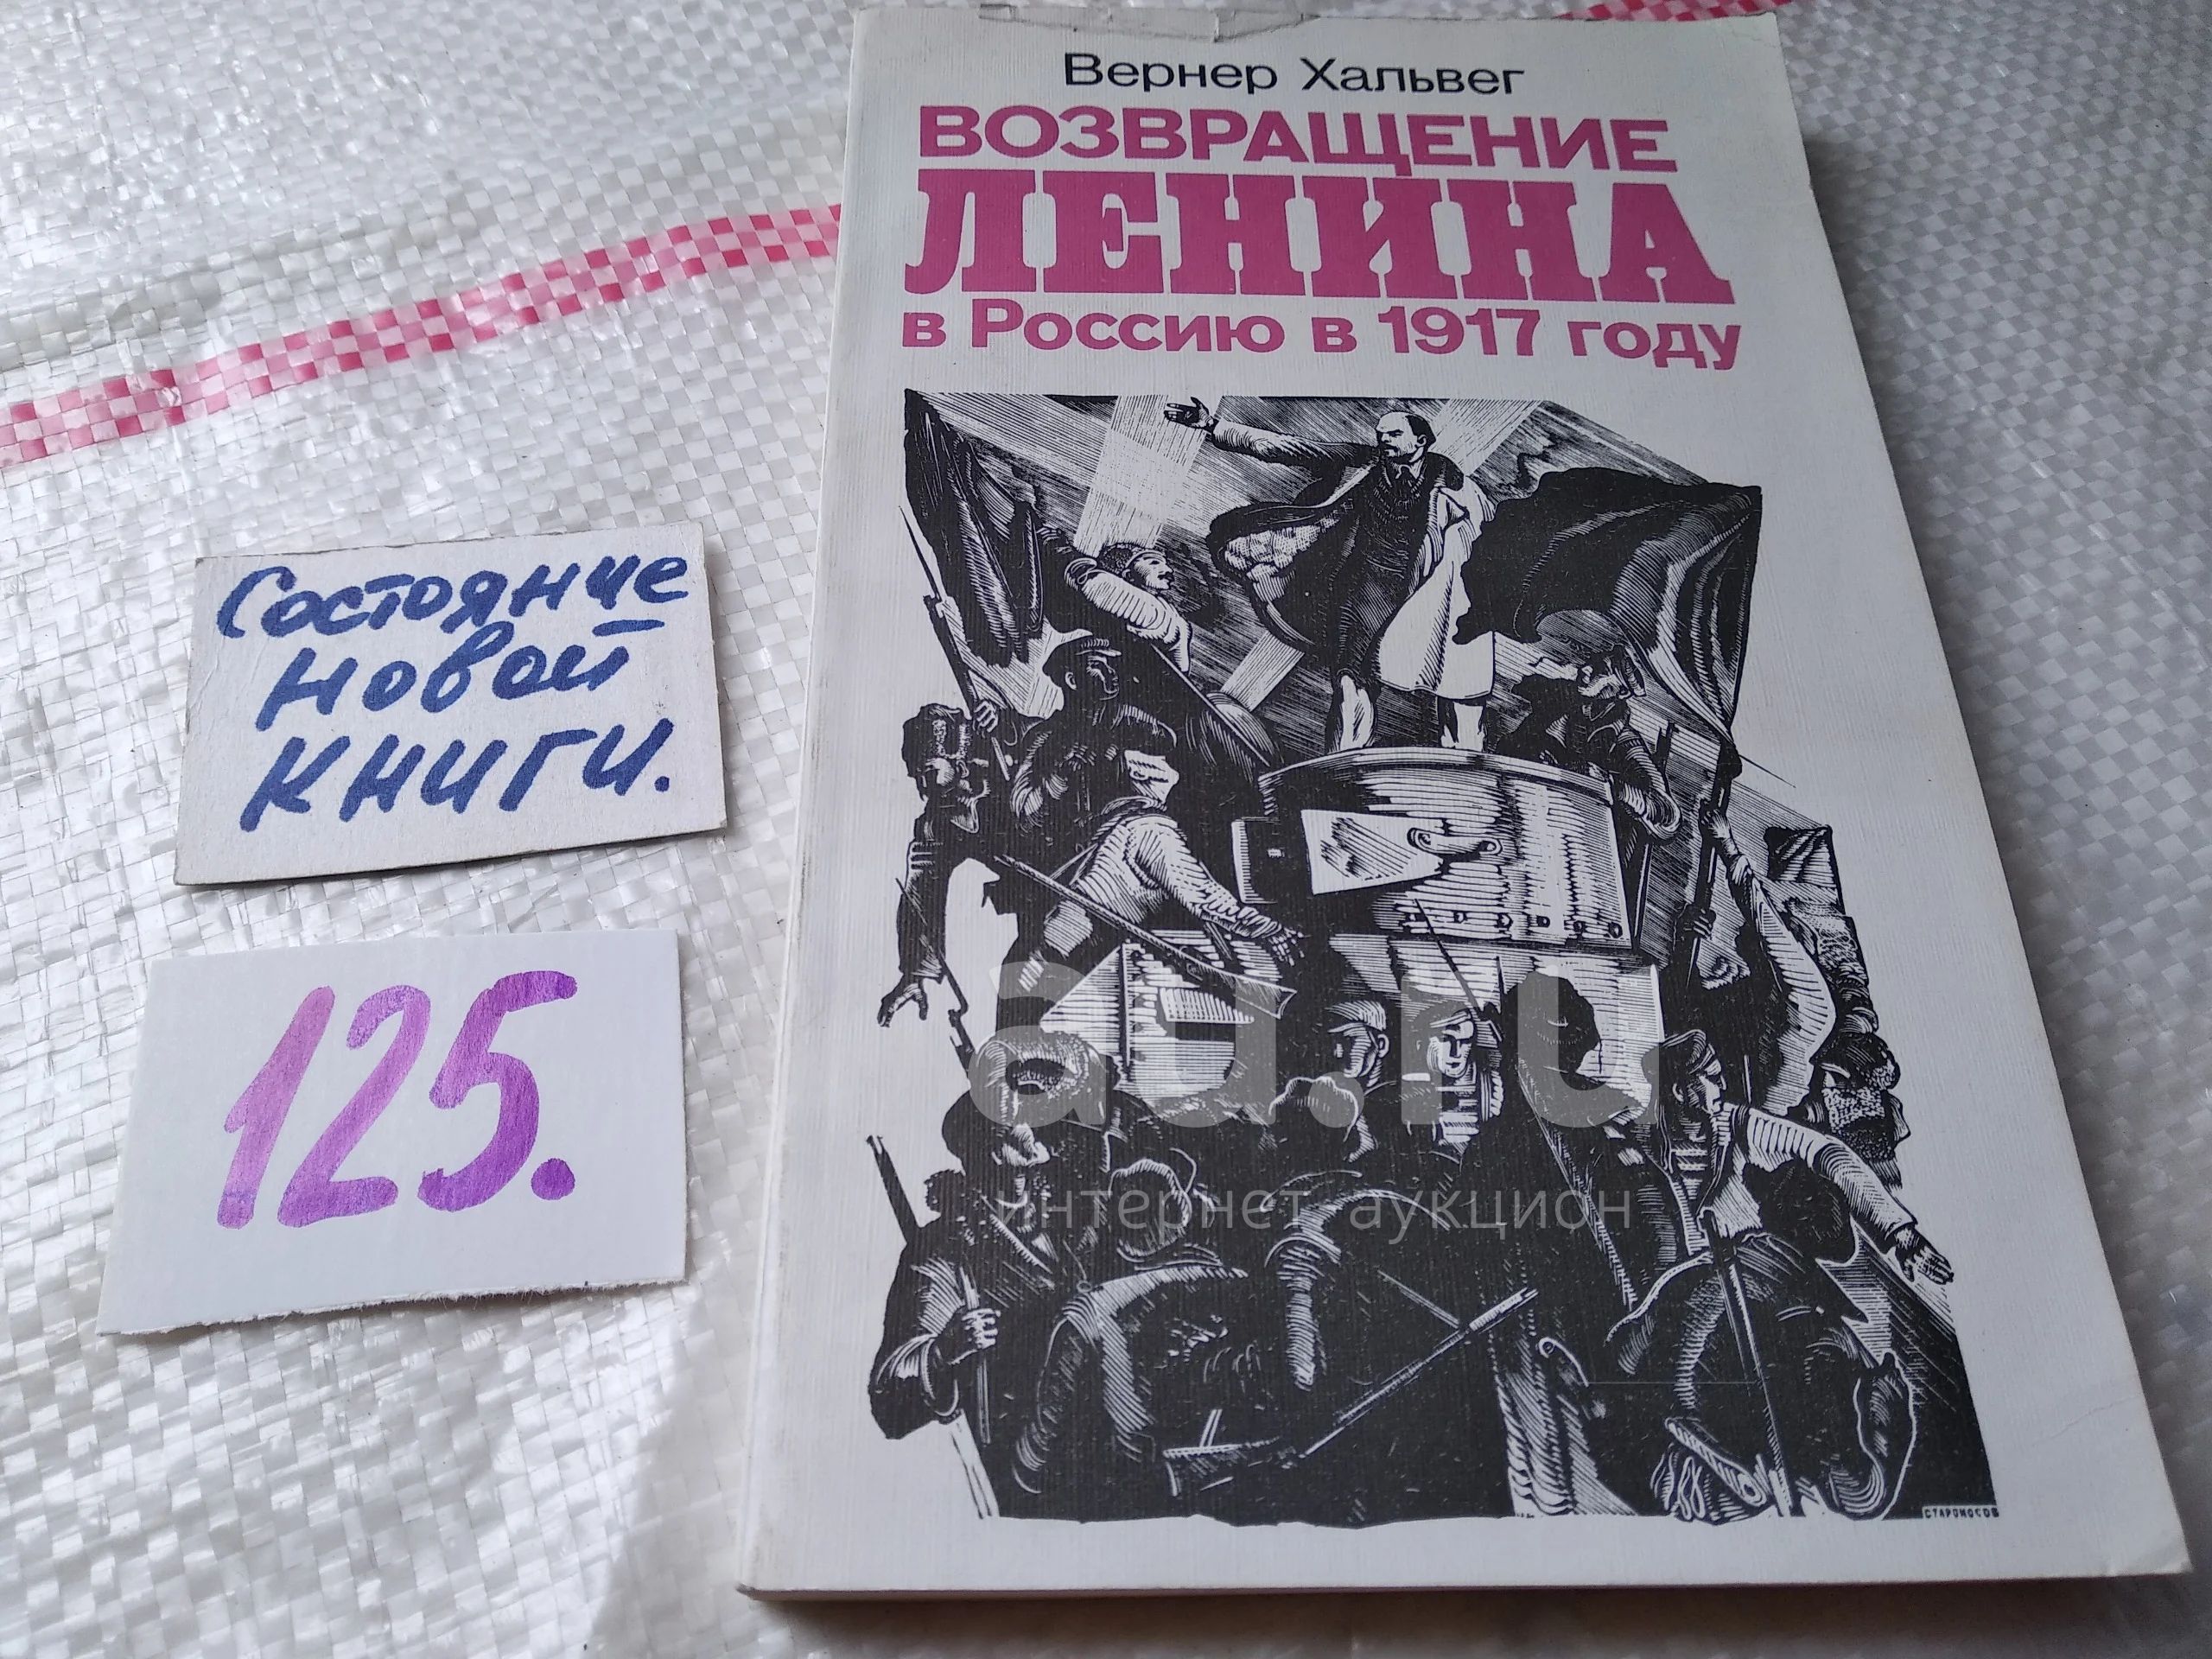 Вернер Хальвег
ВОЗВРАЩЕНИЕ
ЛЕНИНА
в Россию в 1917 году
Состояние
новой
книги.
125.
au.ru
интернет аукцион
СТАРОНОСОВ